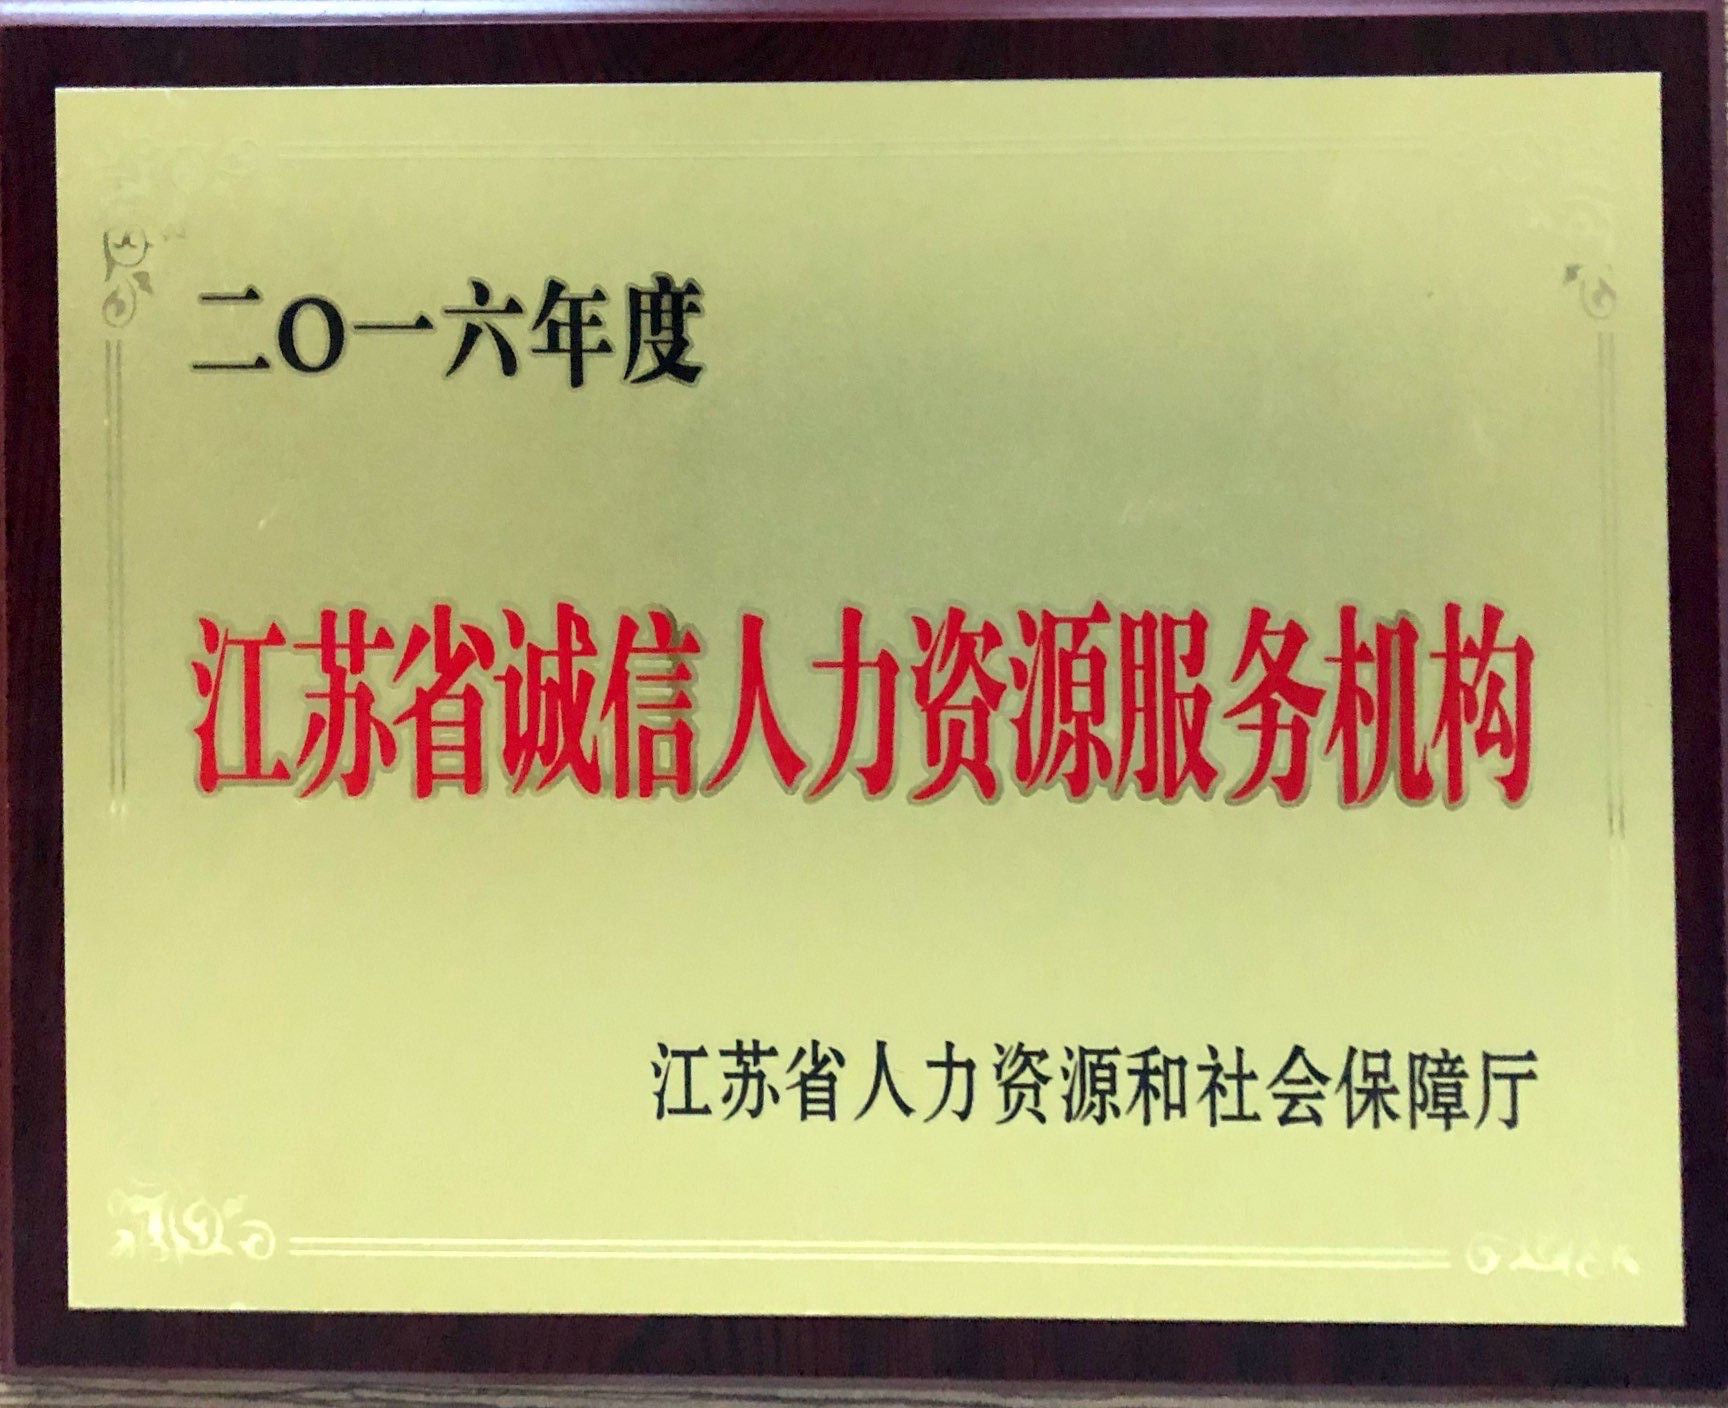 二〇一六年度
江苏省诚信人力资源服务机构
江苏省人力资源和社会保障厅